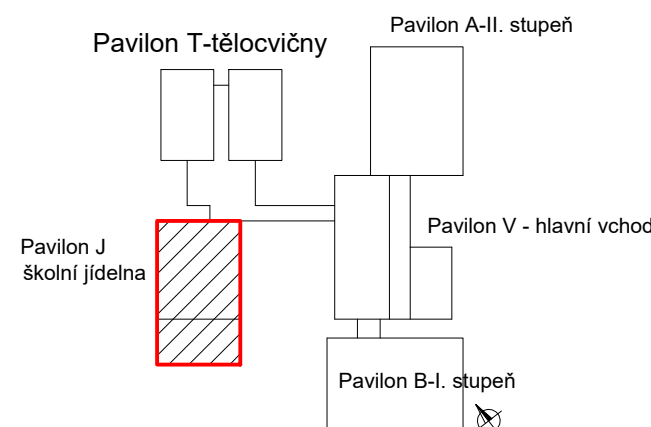 Pavilon A-II. stupeň
Pavilon T-tělocvičny
Pavilon V - hlavní vchod
Pavilon J
školní jídelna
Pavilon B-I. stupeň